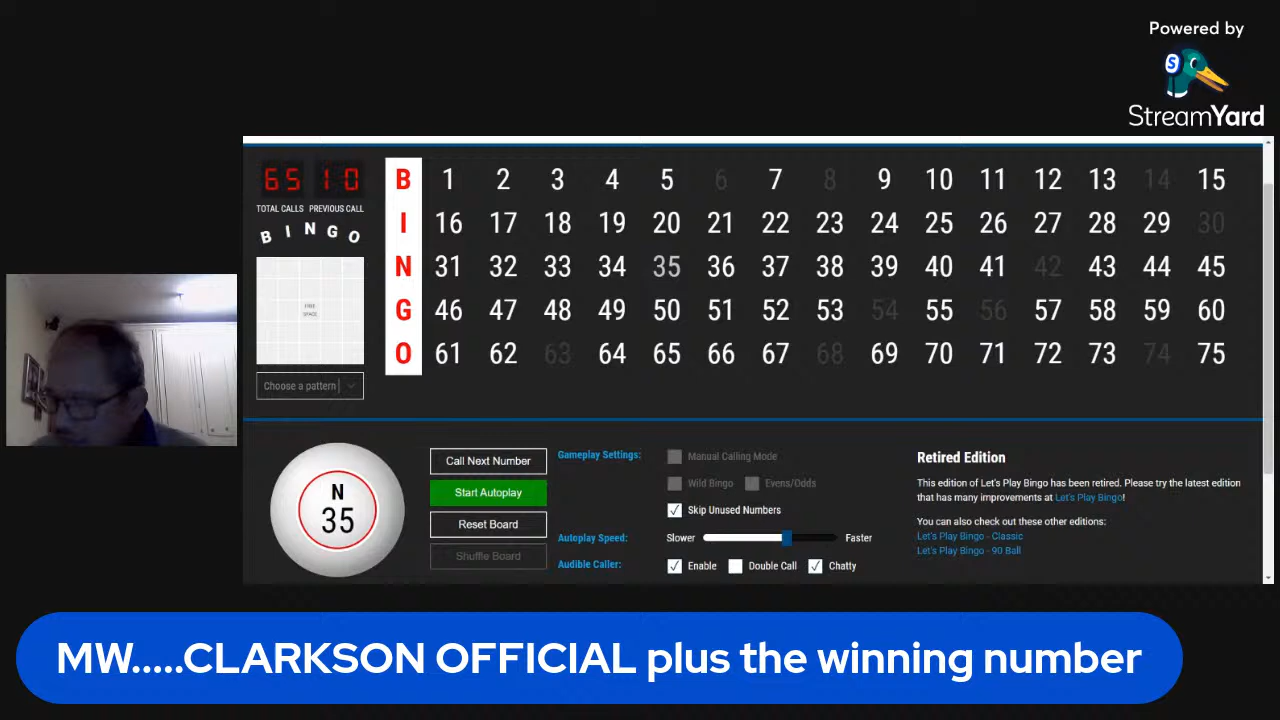 Powered by
S
StreamYard
65 10
TOTAL CALLS PREVIOUS CALL
B I N G O
FREE
SPACE
Choose a pattern
B 1 2 3 4 5 6 7 8 9 10 11 12 13 14 15
I 16 17 18 19 20 21 22 23 24 25 26 27 28 29 30
N 31 32 33 34 35 36 37 38 39 40 41 42 43 44 45
G 46 47 48 49 50 51 52 53 54 55 56 57 58 59 60
O 61 62 63 64 65 66 67 68 69 70 71 72 73 74 75
N
35
Call Next Number
Start Autoplay
Reset Board
Shuffle Board
Gameplay Settings:
Manual Calling Mode
Wild Bingo Evens/Odds
Skip Unused Numbers
Autoplay Speed: Slower Faster
Audible Caller: Enable Double Call Chatty
Retired Edition
This edition of Let's Play Bingo has been retired. Please try the latest edition
that has many improvements at Let's Play Bingo!
You can also check out these other editions:
Let's Play Bingo - Classic
Let's Play Bingo - 90 Ball
MW.....CLARKSON OFFICIAL plus the winning number